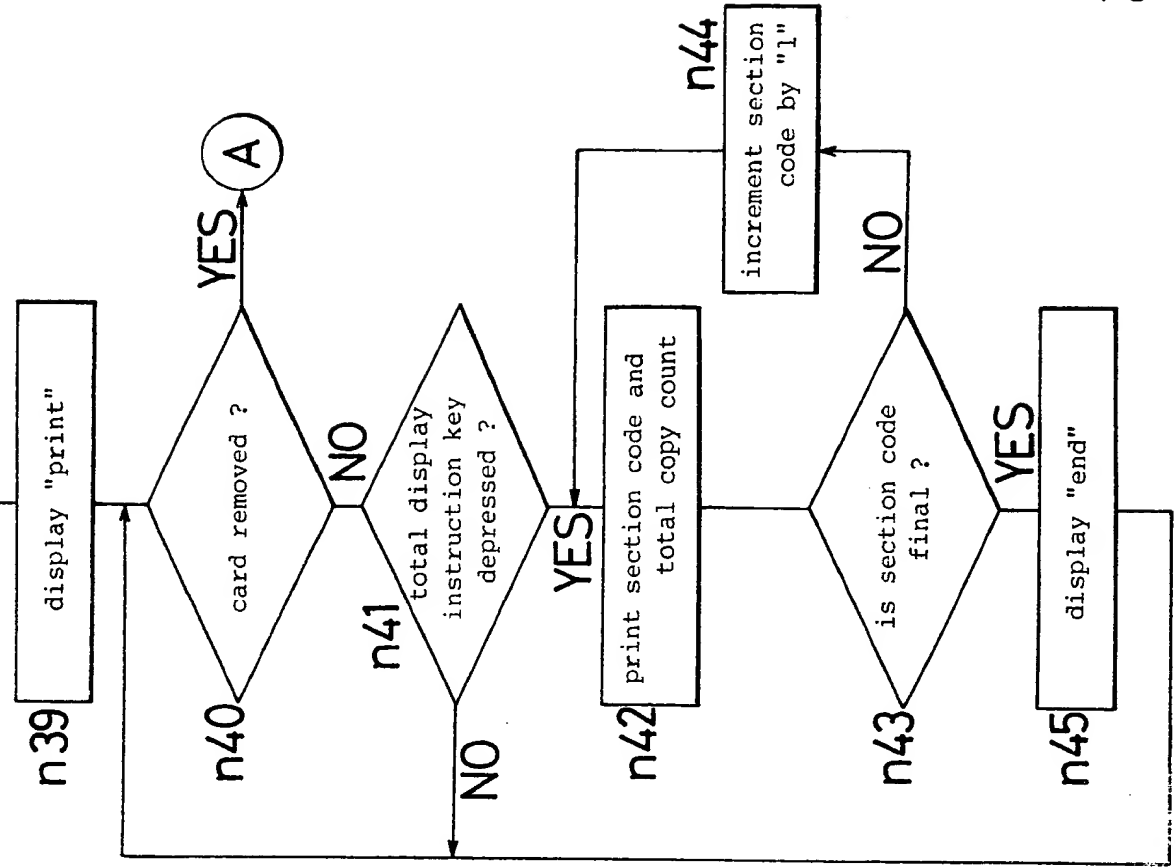 n39
display "print"
n40
card removed ?
YES
A
NO
n41
total display
instruction key
depressed ?
NO
YES
n42
print section code and
total copy count
n43
is section code
final ?
NO
n44
increment section
code by "1"
YES
n45
display "end"